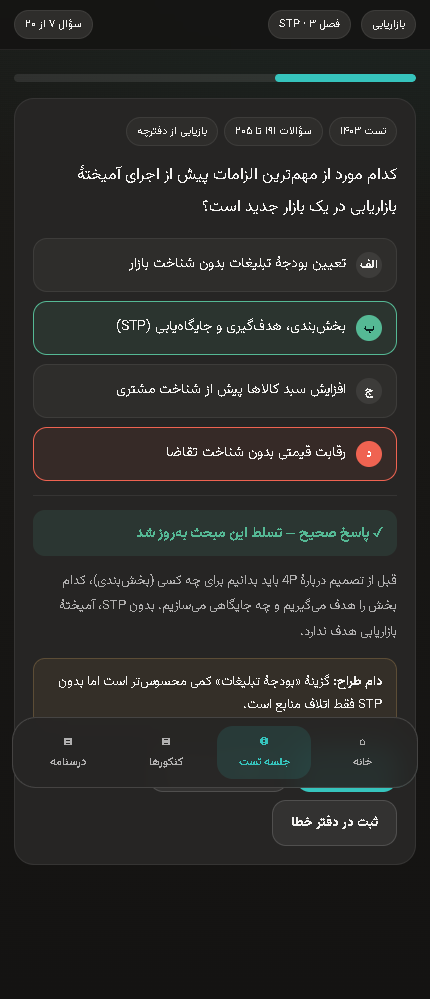 بازاریابی
فصل ۳ · STP
سؤال ۷ از ۲۰
تست ۱۴۰۳
سؤالات ۱۹۱ تا ۲۰۵
بازیابی از دفترچه
کدام مورد از مهم‌ترین الزامات پیش از اجرای آمیختهٔ
بازاریابی در یک بازار جدید است؟
الف تعیین بودجهٔ تبلیغات بدون شناخت بازار
ب بخش‌بندی، هدف‌گیری و جایگاه‌یابی (STP)
ج افزایش سبد کالاها پیش از شناخت مشتری
د رقابت قیمتی بدون شناخت تقاضا
✓ پاسخ صحیح — تسلط این مبحث به‌روز شد
قبل از تصمیم دربارهٔ 4P باید بدانیم برای چه کسی (بخش‌بندی)، کدام
بخش را هدف می‌گیریم و چه جایگاهی می‌سازیم. بدون STP، آمیختهٔ
بازاریابی هدف ندارد.
دام طراح: گزینهٔ «بودجهٔ تبلیغات» کمی محسوس‌تر است اما بدون
STP فقط اتلاف منابع است.
خانه
جلسه تست
کنکورها
درسنامه
ثبت در دفتر خطا